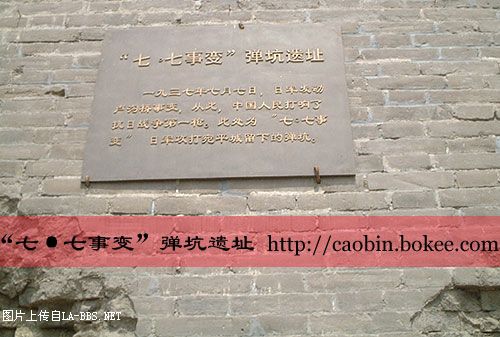 “七·七事变”弹坑遗址
一九三七年七月七日，日军发动
卢沟桥事变。从此，中国人民打响了
抗日战争第一枪。此处为“七·七事
变”日军攻打宛平城留下的弹坑。
“七•七事变”弹坑遗址 http://caobin.bokee.com
图片上传自LA-BBS.NET